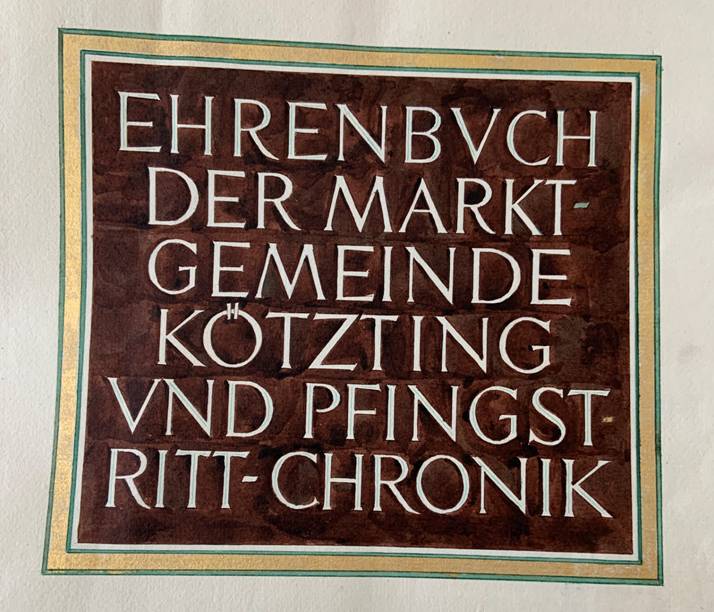 EHRENBVCH
DER MARKT-
GEMEINDE
KÖTZTING
VND PFINGST-
RITT-CHRONIK